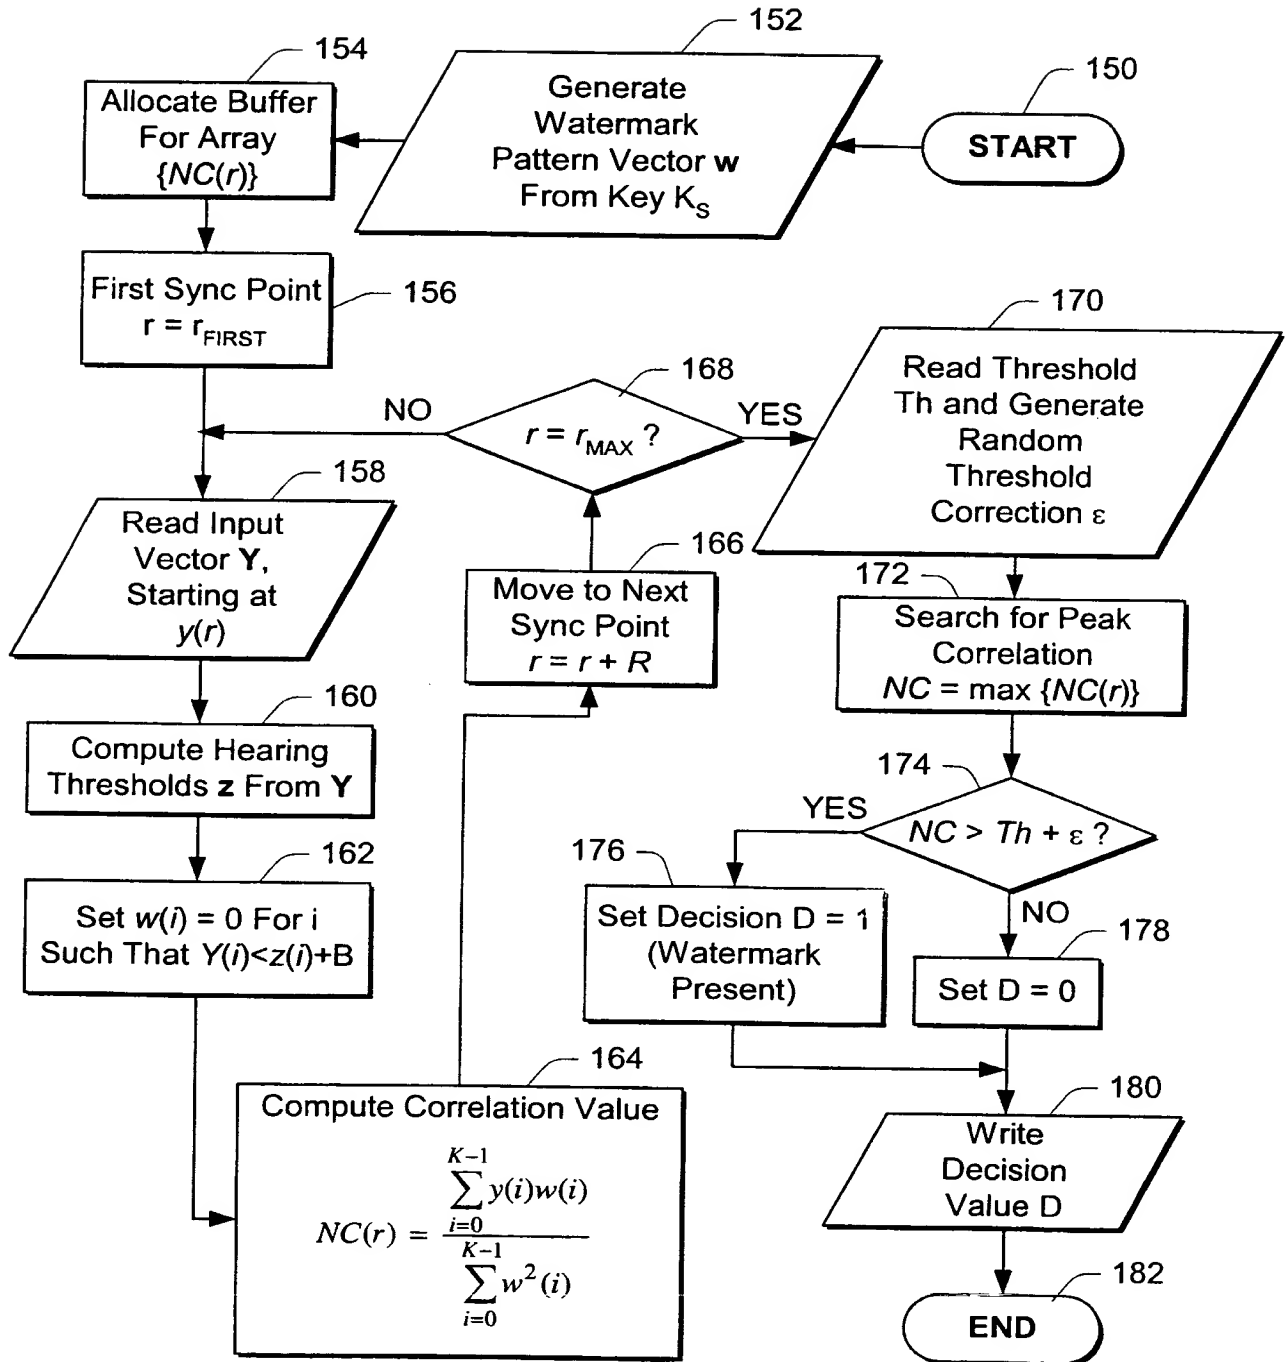 150
START
152
Generate
Watermark
Pattern Vector w
From Key KS
154
Allocate Buffer
For Array
{NC(r)}
156
First Sync Point
r = rFIRST
158
Read Input
Vector Y,
Starting at
y(r)
160
Compute Hearing
Thresholds z From Y
162
Set w(i) = 0 For i
Such That Y(i)<z(i)+B
164
Compute Correlation Value
NC(r) = \frac{\sum_{i=0}^{K-1} y(i)w(i)}{\sum_{i=0}^{K-1} w^2(i)}
166
Move to Next
Sync Point
r = r + R
168
r = rMAX ?
NO
YES
170
Read Threshold
Th and Generate
Random
Threshold
Correction ε
172
Search for Peak
Correlation
NC = max {NC(r)}
174
NC > Th + ε ?
YES
NO
176
Set Decision D = 1
(Watermark
Present)
178
Set D = 0
180
Write
Decision
Value D
182
END